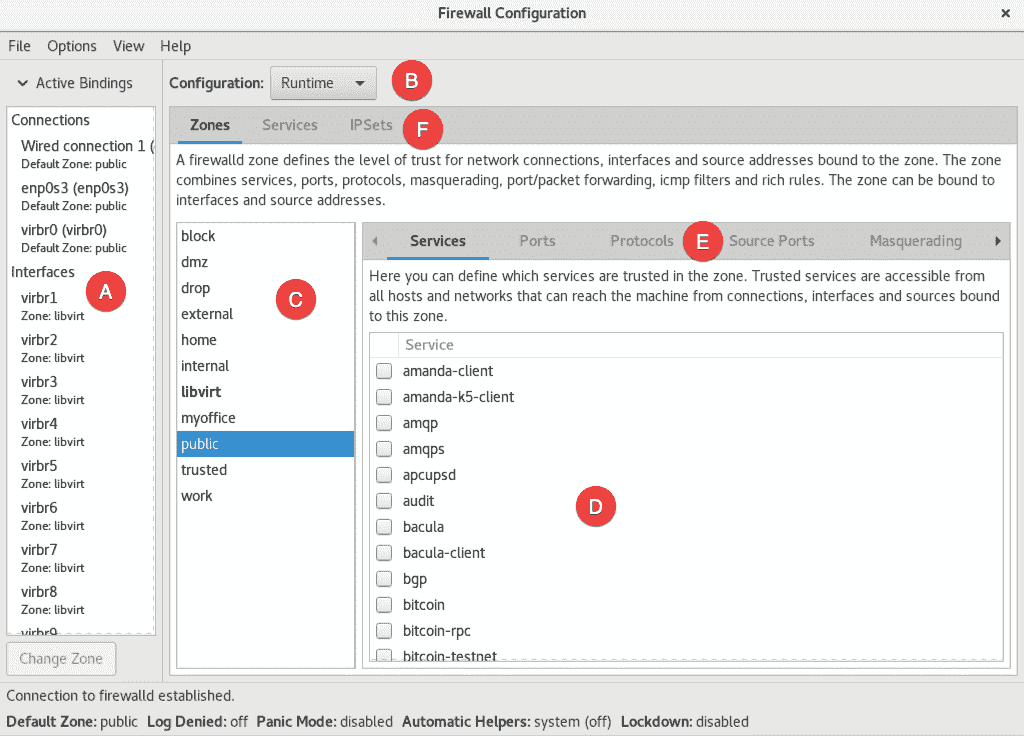 Firewall Configuration
File Options View Help
Active Bindings
Configuration: Runtime
B
Connections
Wired connection 1 (
Default Zone: public
enp0s3 (enp0s3)
Default Zone: public
virbr0 (virbr0)
Default Zone: public
Interfaces
A
virbr1
Zone: libvirt
virbr2
Zone: libvirt
virbr3
Zone: libvirt
virbr4
Zone: libvirt
virbr5
Zone: libvirt
virbr6
Zone: libvirt
virbr7
Zone: libvirt
virbr8
Zone: libvirt
virbr9
Change Zone
Zones Services IPSets
F
A firewalld zone defines the level of trust for network connections, interfaces and source addresses bound to the zone. The zone
combines services, ports, protocols, masquerading, port/packet forwarding, icmp filters and rich rules. The zone can be bound to
interfaces and source addresses.
block
dmz
drop
external
home
internal
libvirt
myoffice
public
trusted
work
C
Services Ports Protocols E Source Ports Masquerading
Here you can define which services are trusted in the zone. Trusted services are accessible from
all hosts and networks that can reach the machine from connections, interfaces and sources bound
to this zone.
Service
amanda-client
amanda-k5-client
amqp
amqps
apcupsd
audit
bacula
bacula-client
bgp
bitcoin
bitcoin-rpc
bitcoin-testnet
D
Connection to firewalld established.
Default Zone: public Log Denied: off Panic Mode: disabled Automatic Helpers: system (off) Lockdown: disabled